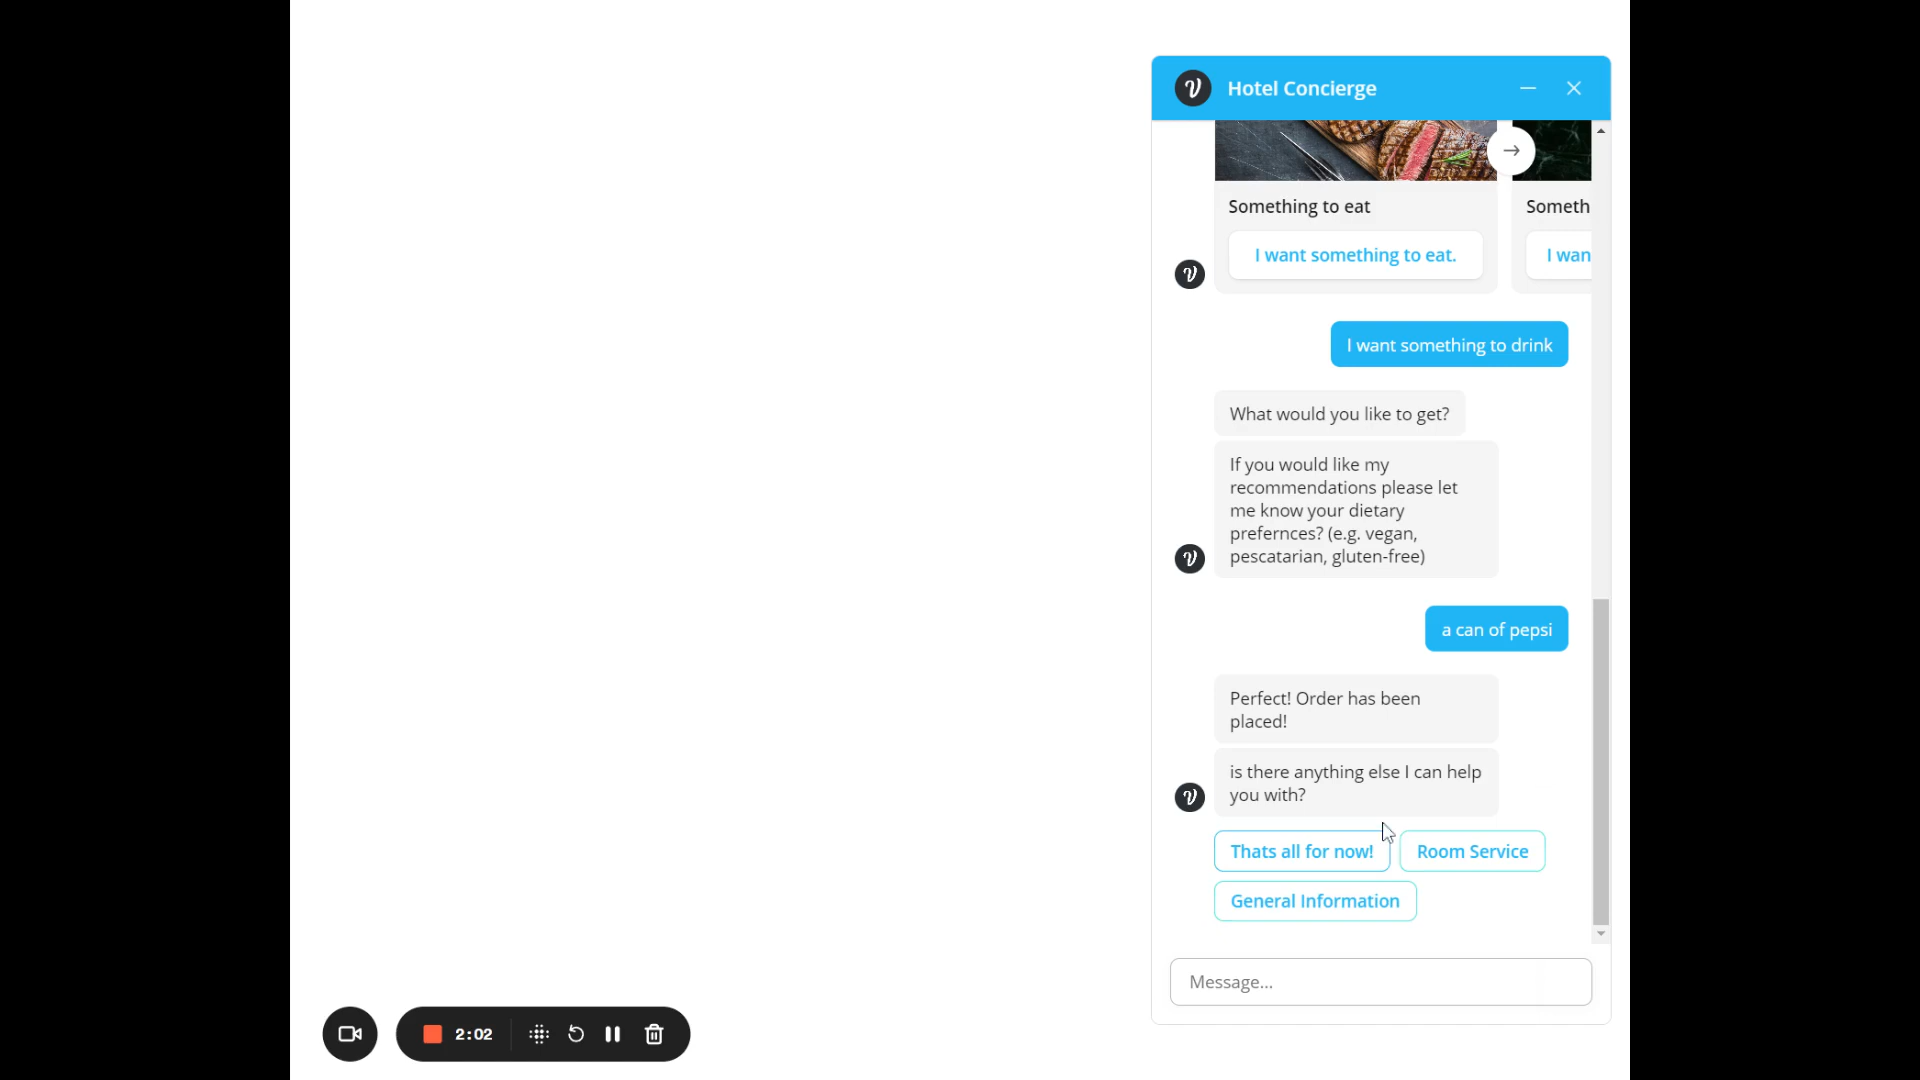 Hotel Concierge
Something to eat
Someth
I want something to eat.
I wan
I want something to drink
What would you like to get?
If you would like my
recommendations please let
me know your dietary
prefernces? (e.g. vegan,
pescatarian, gluten-free)
a can of pepsi
Perfect! Order has been
placed!
is there anything else I can help
you with?
Thats all for now!
Room Service
General Information
Message...
2:02